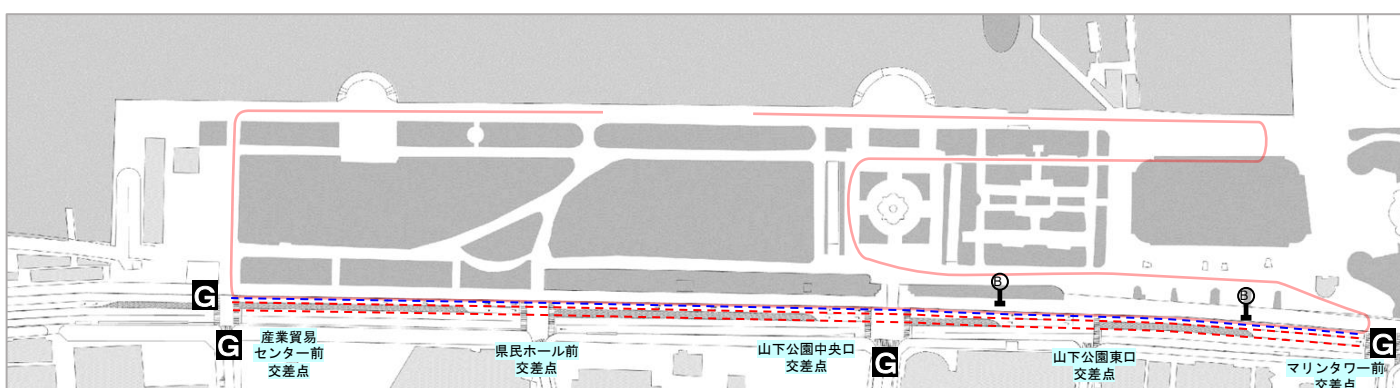 B
B
G
G
産業貿易
センター前
交差点
県民ホール前
交差点
山下公園中央口
交差点
G
山下公園東口
交差点
G
マリンタワー前
交差点